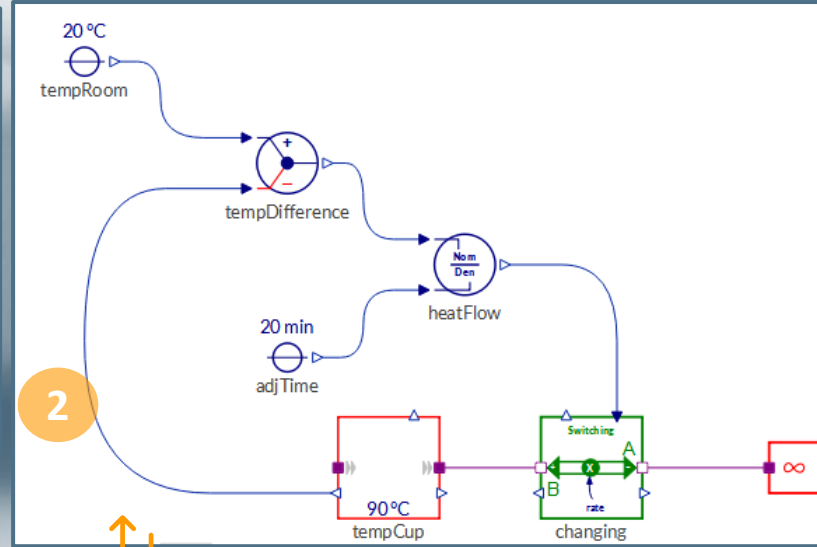 20 °C
tempRoom
+
−
tempDifference
Nom
Den
heatFlow
20 min
adjTime
2
Switching
A
x
B
rate
∞
90 °C
tempCup
changing